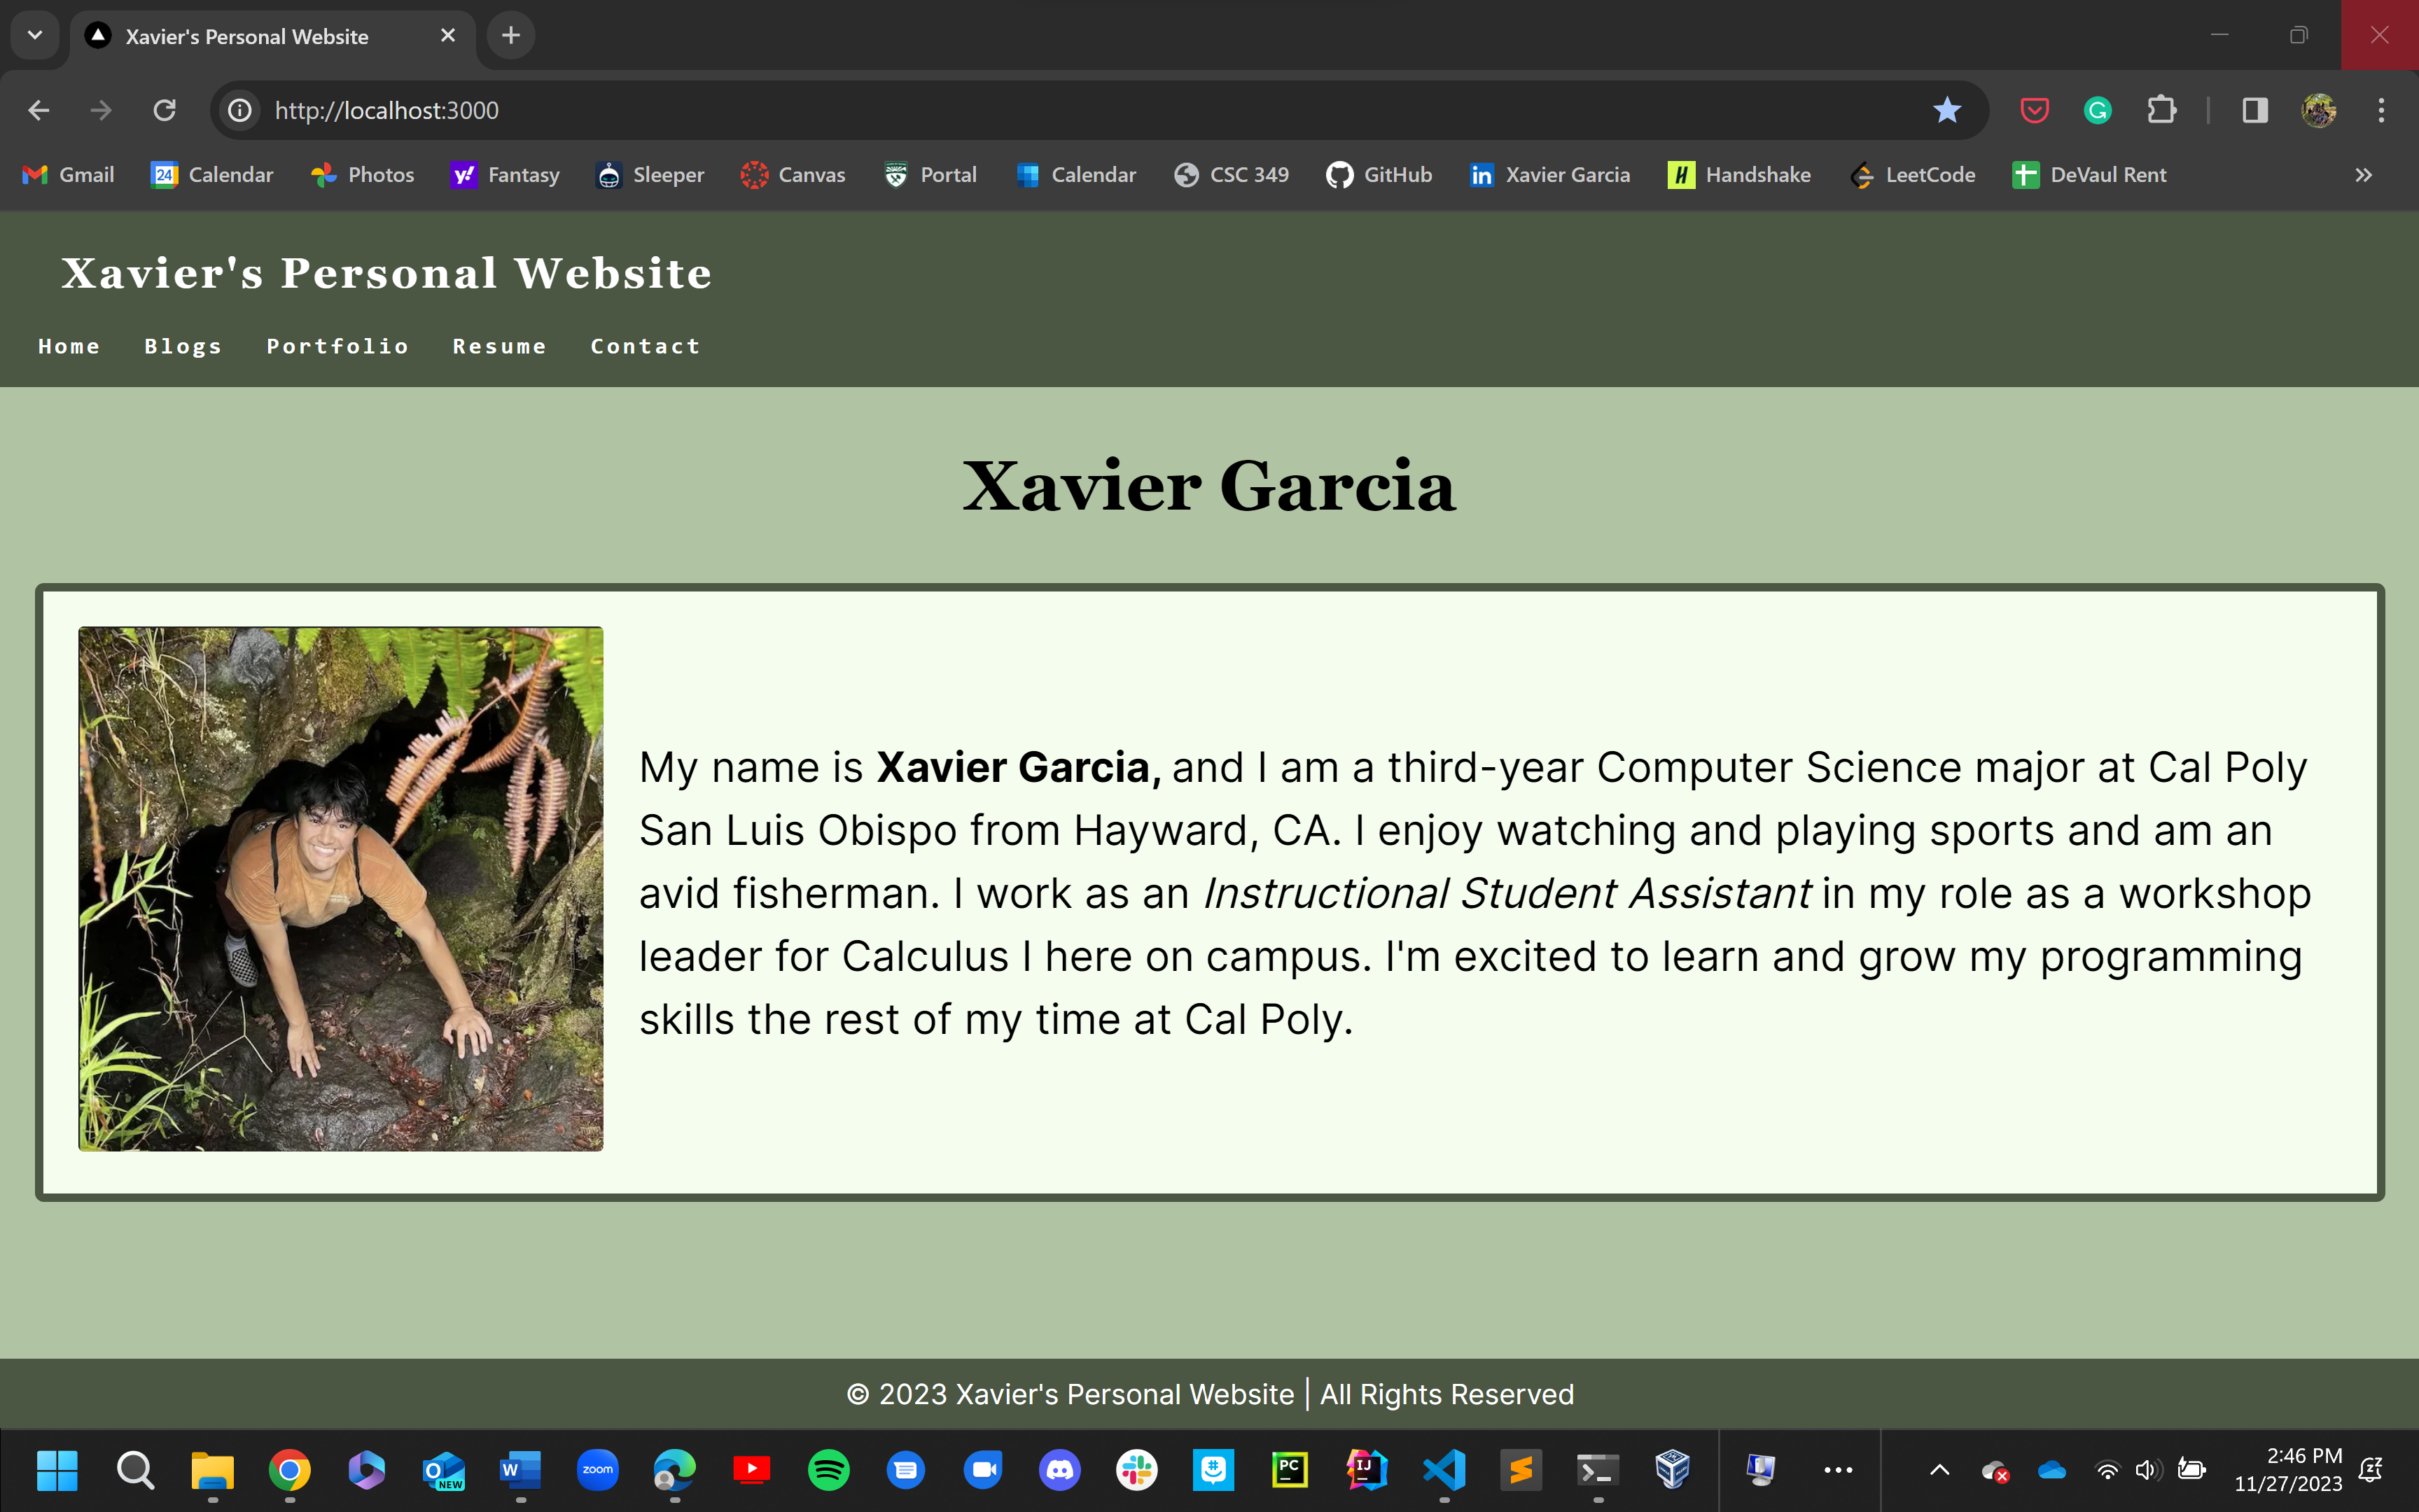 Xavier's Personal Website
http://localhost:3000
Gmail Calendar Photos Fantasy Sleeper Canvas Portal Calendar CSC 349 GitHub Xavier Garcia Handshake LeetCode DeVaul Rent
Xavier's Personal Website
Home Blogs Portfolio Resume Contact
Xavier Garcia
My name is Xavier Garcia, and I am a third-year Computer Science major at Cal Poly
San Luis Obispo from Hayward, CA. I enjoy watching and playing sports and am an
avid fisherman. I work as an Instructional Student Assistant in my role as a workshop
leader for Calculus I here on campus. I'm excited to learn and grow my programming
skills the rest of my time at Cal Poly.
© 2023 Xavier's Personal Website | All Rights Reserved
2:46 PM
11/27/2023